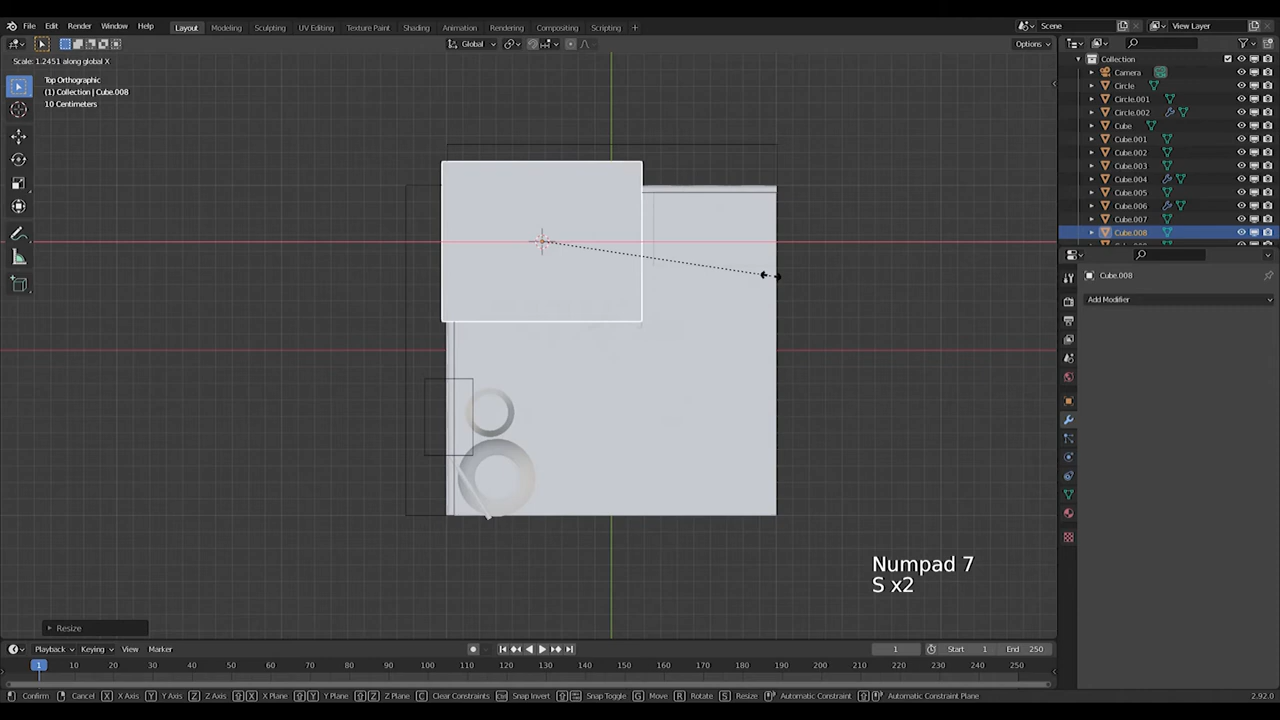 File Edit Render Window Help
Layout Modeling Sculpting UV Editing Texture Paint Shading Animation Rendering Compositing Scripting +
Scene
View Layer
Global
Options
Scale: 1.2451 along global X
Top Orthographic
(1) Collection | Cube.008
10 Centimeters
Collection
Camera
Circle
Circle.001
Circle.002
Cube
Cube.001
Cube.002
Cube.003
Cube.004
Cube.005
Cube.006
Cube.007
Cube.008
Cube.008
Add Modifier
Numpad 7
S x2
Resize
Playback Keying View Marker
1 Start 1 End 250
1 10 20 30 40 50 60 70 80 90 100 110 120 130 140 150 160 170 180 190 200 210 220 230 240 250
Confirm Cancel X X Axis Y Y Axis Z Z Axis X X Plane Y Y Plane Z Z Plane C Clear Constraints Snap Invert Snap Toggle G Move R Rotate S Resize Automatic Constraint Automatic Constraint Plane
2.92.0